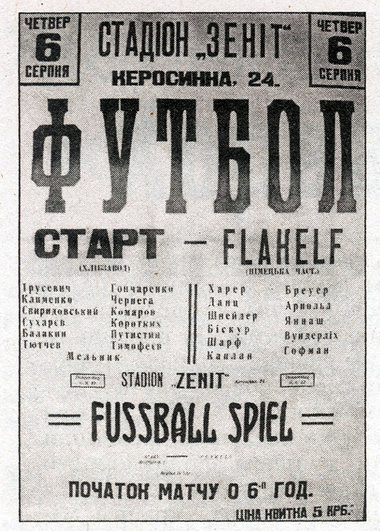 ЧЕТВЕР
6
СЕРПНЯ
СТАДІОН „ЗЕНІТ"
КЕРОСИННА, 24.
ЧЕТВЕР
6
СЕРПНЯ
ФУТБОЛ
СТАРТ — FLAKELF
(ХЛІБЗАВОД)
(НІМЕЦЬКА ЧАСТ.)
Трусевич
Клименко
Свиридовський
Сухарєв
Балакин
Тютчев
Гончаренко
Чернега
Комаров
Коротких
Путистин
Тимофеєв
Мельник
Харер
Данц
Шнейдер
Біскур
Шарф
Каплан
Бреуер
Арнольд
Яннаш
Вундерліх
Гофман
STADION „ZENIT"
= FUSSBALL SPIEL =
ПОЧАТОК МАТЧУ О 6-й ГОД.
ЦІНА КВИТКА 5 КРБ.